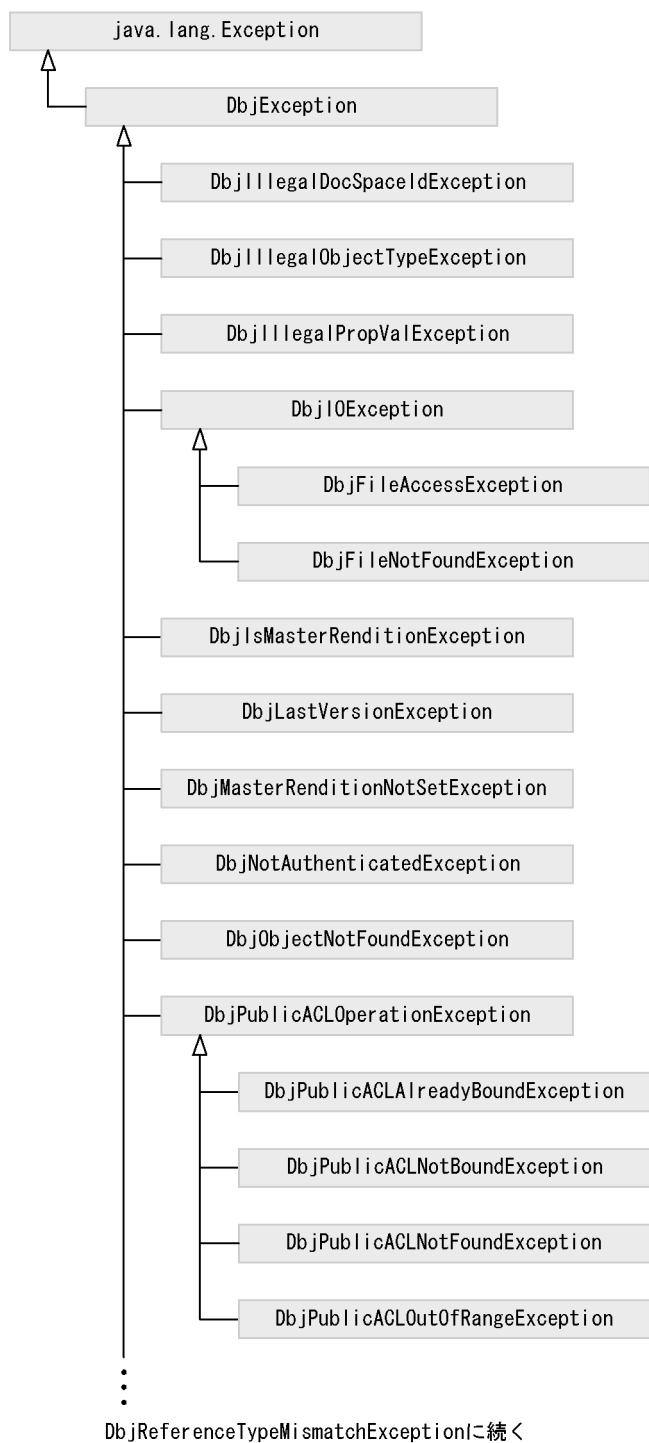 java.lang.Exception
DbjException
DbjIllegalDocSpaceIdException
DbjIllegalObjectTypeException
DbjIllegalPropValException
DbjIOException
DbjFileAccessException
DbjFileNotFoundException
DbjIsMasterRenditionException
DbjLastVersionException
DbjMasterRenditionNotSetException
DbjNotAuthenticatedException
DbjObjectNotFoundException
DbjPublicACLOperationException
DbjPublicACLAlreadyBoundException
DbjPublicACLNotBoundException
DbjPublicACLNotFoundException
DbjPublicACLOutOfRangeException
DbjReferenceTypeMismatchExceptionに続く